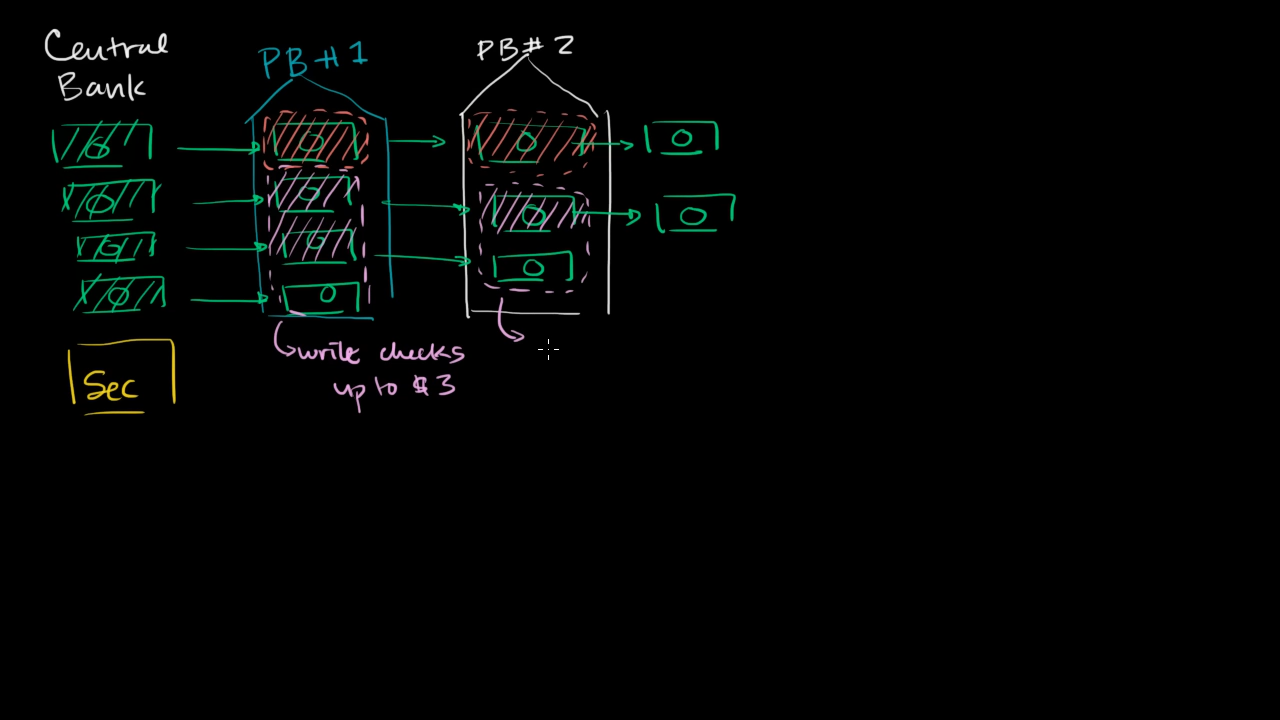 Central
Bank
PB #1
PB# 2
write checks
up to $3
Sec